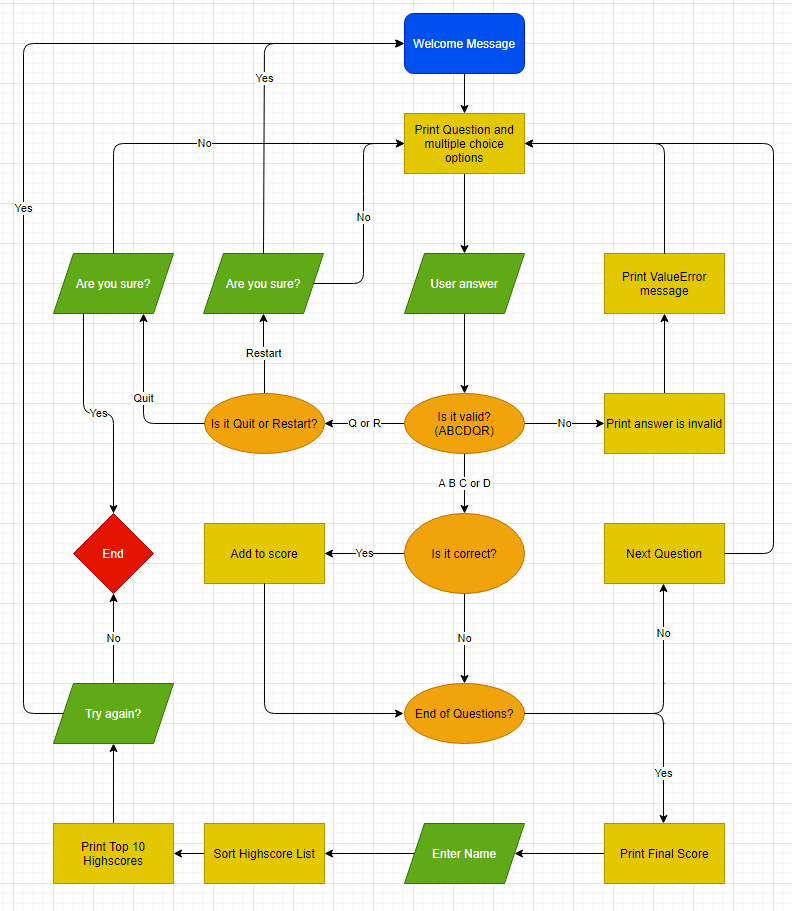 Welcome Message
Yes
Print Question and
multiple choice
options
No
Yes
No
Are you sure?
Are you sure?
User answer
Print ValueError
message
Restart
Quit
Yes
Is it Quit or Restart?
Q or R
Is it valid?
(ABCDQR)
No
Print answer is invalid
A B C or D
End
Add to score
Yes
Is it correct?
Next Question
No
No
No
Try again?
End of Questions?
Yes
Print Top 10
Highscores
Sort Highscore List
Enter Name
Print Final Score